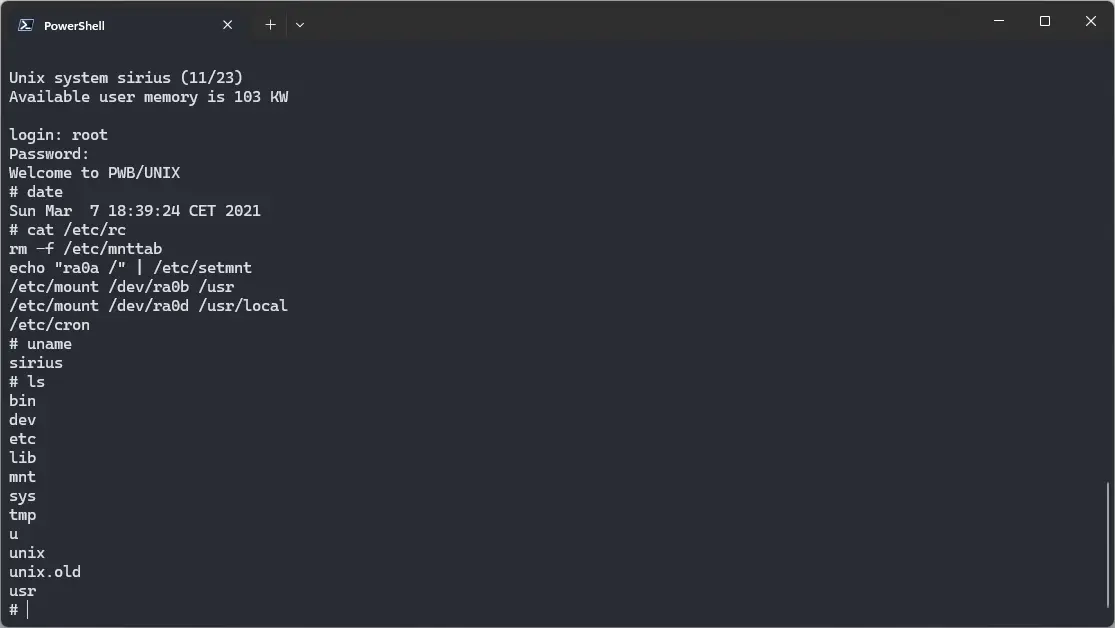 PowerShell
Unix system sirius (11/23)
Available user memory is 103 KW
login: root
Password:
Welcome to PWB/UNIX
# date
Sun Mar  7 18:39:24 CET 2021
# cat /etc/rc
rm -f /etc/mnttab
echo "ra0a /" | /etc/setmnt
/etc/mount /dev/ra0b /usr
/etc/mount /dev/ra0d /usr/local
/etc/cron
# uname
sirius
# ls
bin
dev
etc
lib
mnt
sys
tmp
u
unix
unix.old
usr
#